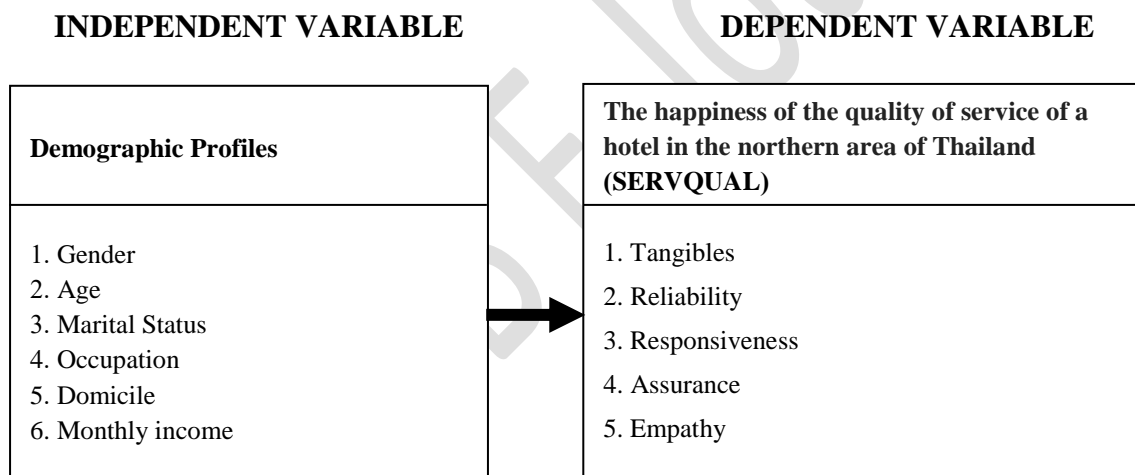 INDEPENDENT VARIABLE
DEPENDENT VARIABLE
Demographic Profiles
1. Gender
2. Age
3. Marital Status
4. Occupation
5. Domicile
6. Monthly income
The happiness of the quality of service of a
hotel in the northern area of Thailand
(SERVQUAL)
1. Tangibles
2. Reliability
3. Responsiveness
4. Assurance
5. Empathy